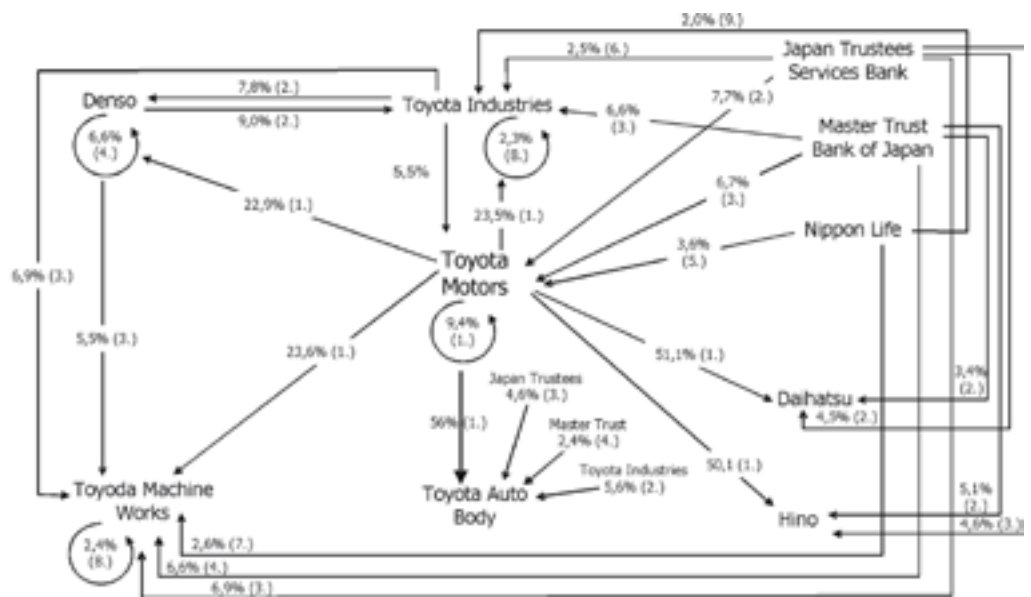 2,0% (9.)
2,5% (6.)
Japan Trustees
Services Bank
7,7% (2.)
7,8% (2.)
Denso
Toyota Industries
9,0% (2.)
6,6%
(4.)
2,3%
(8.)
6,6%
(3.)
Master Trust
Bank of Japan
5,5%
6,7%
(3.)
22,9% (1.)
23,5% (1.)
Nippon Life
3,6%
(5.)
Toyota
Motors
6,9% (3.)
9,4%
(1.)
5,5% (3.)
23,6% (1.)
51,1% (1.)
Japan Trustees
4,6% (3.)
3,4%
(2.)
Daihatsu
4,5% (2.)
56% (1.)
Master Trust
2,4% (4.)
50,1 (1.)
Toyota Industries
5,6% (2.)
Toyoda Machine
Works
Toyota Auto
Body
5,1%
(2.)
Hino
4,6% (3.)
2,4%
(8.)
2,6% (7.)
6,6% (4.)
6,9% (3.)